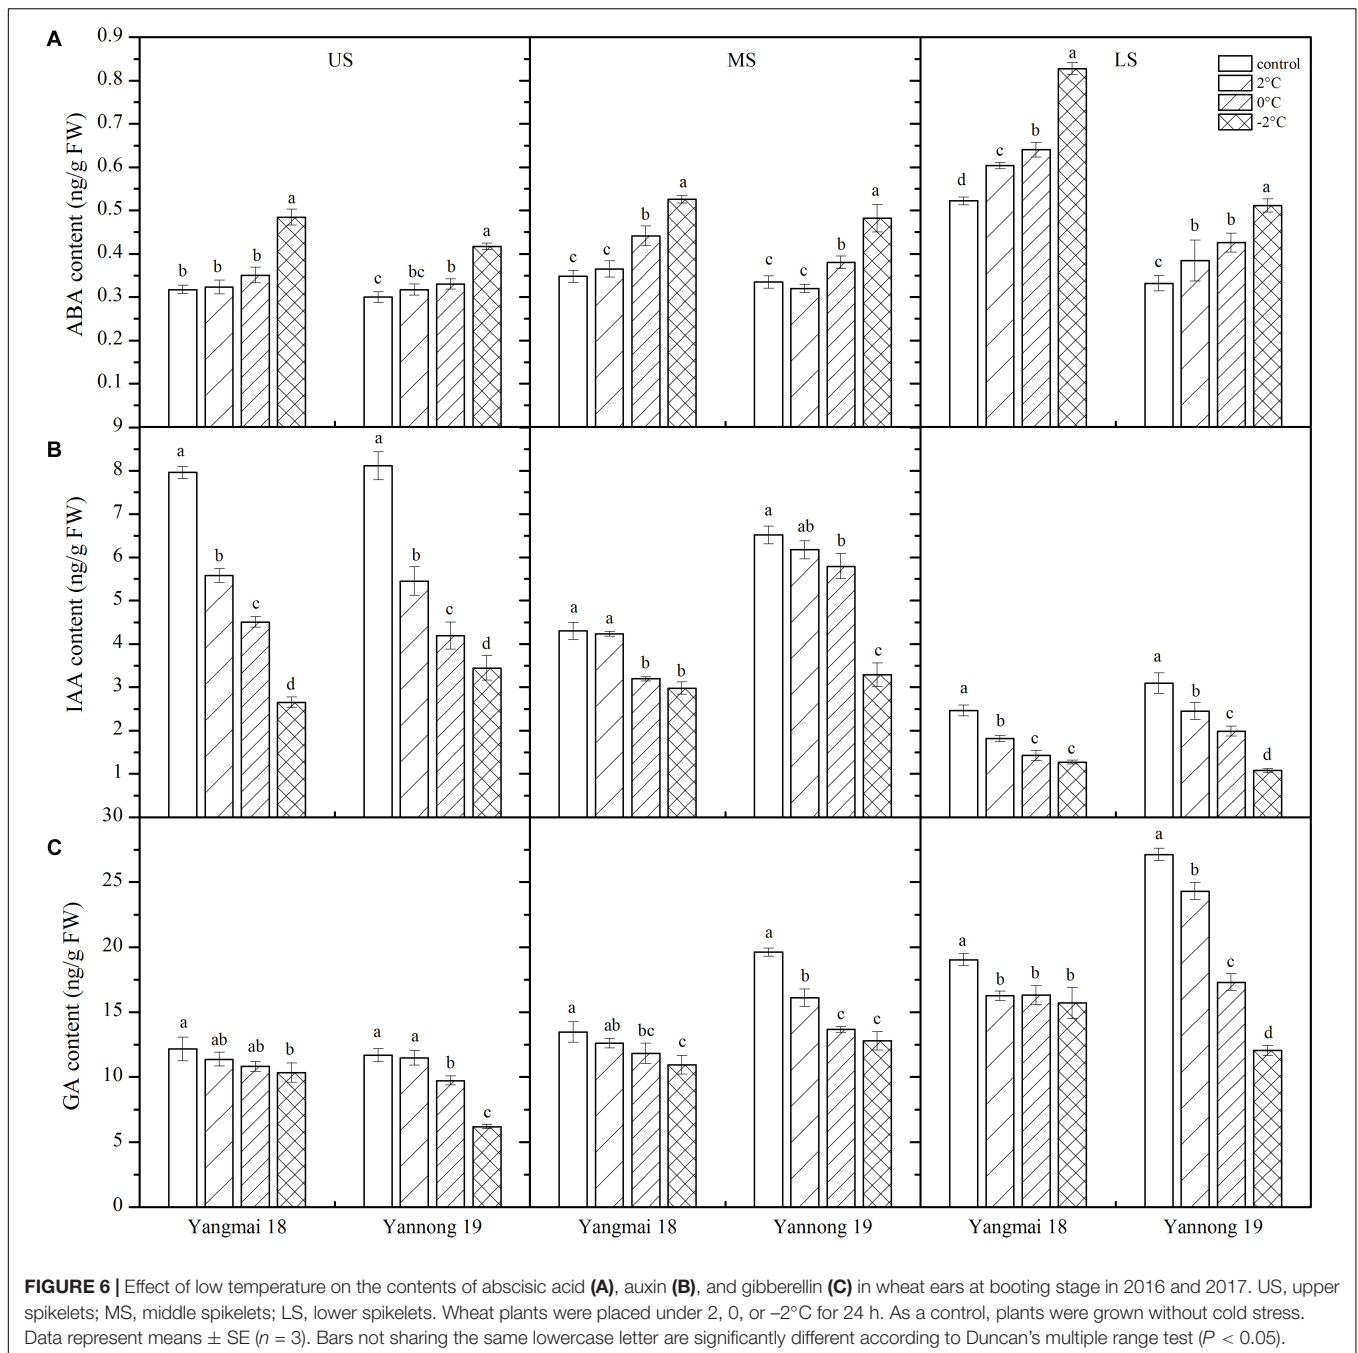 A
US
MS
LS
control
2°C
0°C
-2°C
ABA content (ng/g FW)
0.9
0.8
0.7
0.6
0.5
0.4
0.3
0.2
0.1
b b b a
c bc b a
c c b a
c c b a
d c b a
c b b a
B
IAA content (ng/g FW)
9
8
7
6
5
4
3
2
1
a b c d
a b c d
a a b b
a ab b c
a b c c
a b c d
C
GA content (ng/g FW)
30
25
20
15
10
5
0
a ab ab b
a a b c
a ab bc c
a b c c
a b b b
a b c d
Yangmai 18 Yannong 19 Yangmai 18 Yannong 19 Yangmai 18 Yannong 19
FIGURE 6 | Effect of low temperature on the contents of abscisic acid (A), auxin (B), and gibberellin (C) in wheat ears at booting stage in 2016 and 2017. US, upper
spikelets; MS, middle spikelets; LS, lower spikelets. Wheat plants were placed under 2, 0, or –2°C for 24 h. As a control, plants were grown without cold stress.
Data represent means ± SE (n = 3). Bars not sharing the same lowercase letter are significantly different according to Duncan's multiple range test (P < 0.05).